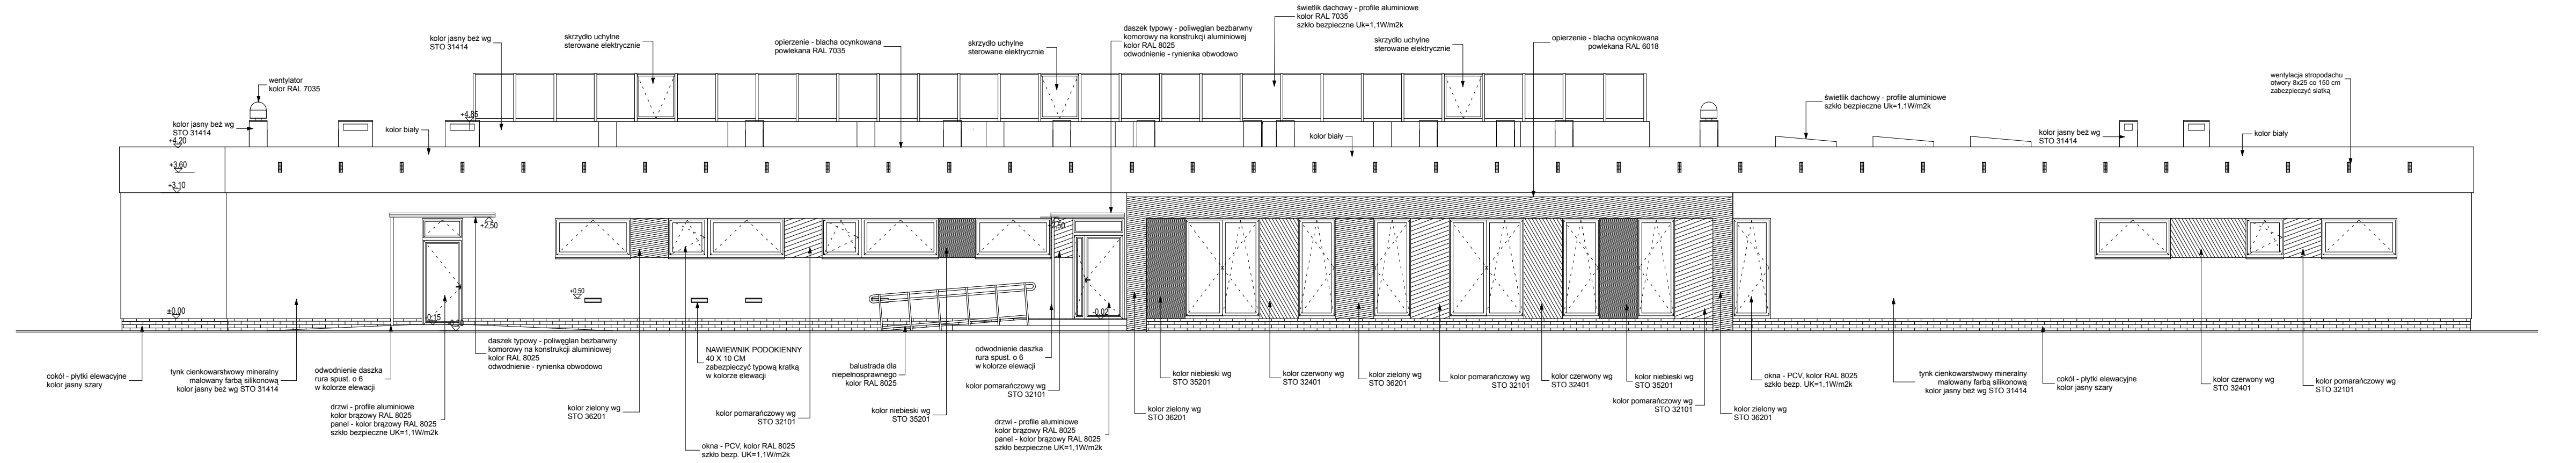 świetlik dachowy - profile aluminiowe
kolor RAL 7035
szkło bezpieczne Uk=1,1W/m2k
daszek typowy - poliwęglan bezbarwny
komorowy na konstrukcji aluminiowej
kolor RAL 8025
odwodnienie - rynienka obwodowo
kolor jasny beż wg
STO 31414
skrzydło uchylne
sterowane elektrycznie
opierzenie - blacha ocynkowana
powlekana RAL 7035
skrzydło uchylne
sterowane elektrycznie
skrzydło uchylne
sterowane elektrycznie
opierzenie - blacha ocynkowana
powlekana RAL 6018
wentylator
kolor RAL 7035
wentylacja stropodachu
otwory 8x25 co 150 cm
zabezpieczyć siatką
świetlik dachowy - profile aluminiowe
szkło bezpieczne Uk=1,1W/m2k
+4,85
kolor jasny beż wg
STO 31414
kolor biały
kolor biały
kolor jasny beż wg
STO 31414
kolor biały
+4,20
+3,60
+3,10
+2,50
+2,50
+0,50
±0,00
-0,15
-0,30
-0,02
cokół - płytki elewacyjne
kolor jasny szary
tynk cienkowarstwowy mineralny
malowany farbą silikonową
kolor jasny beż wg STO 31414
odwodnienie daszka
rura spust. o 6
w kolorze elewacji
drzwi - profile aluminiowe
kolor brązowy RAL 8025
panel - kolor brązowy RAL 8025
szkło bezpieczne UK=1,1W/m2k
daszek typowy - poliwęglan bezbarwny
komorowy na konstrukcji aluminiowej
kolor RAL 8025
odwodnienie - rynienka obwodowo
kolor zielony wg
STO 36201
NAWIEWNIK PODOKIENNY
40 X 10 CM
zabezpieczyć typową kratką
w kolorze elewacji
okna - PCV, kolor RAL 8025
szkło bezp. UK=1,1W/m2k
kolor pomarańczowy wg
STO 32101
balustrada dla
niepełnosprawnego
kolor RAL 8025
kolor niebieski wg
STO 35201
odwodnienie daszka
rura spust. o 6
w kolorze elewacji
kolor pomarańczowy wg
STO 32101
drzwi - profile aluminiowe
kolor brązowy RAL 8025
panel - kolor brązowy RAL 8025
szkło bezpieczne UK=1,1W/m2k
kolor zielony wg
STO 36201
kolor niebieski wg
STO 35201
kolor czerwony wg
STO 32401
kolor zielony wg
STO 36201
kolor pomarańczowy wg
STO 32101
kolor czerwony wg
STO 32401
kolor niebieski wg
STO 35201
kolor pomarańczowy wg
STO 32101
kolor zielony wg
STO 36201
okna - PCV, kolor RAL 8025
szkło bezp. UK=1,1W/m2k
tynk cienkowarstwowy mineralny
malowany farbą silikonową
kolor jasny beż wg STO 31414
cokół - płytki elewacyjne
kolor jasny szary
kolor czerwony wg
STO 32401
kolor pomarańczowy wg
STO 32101